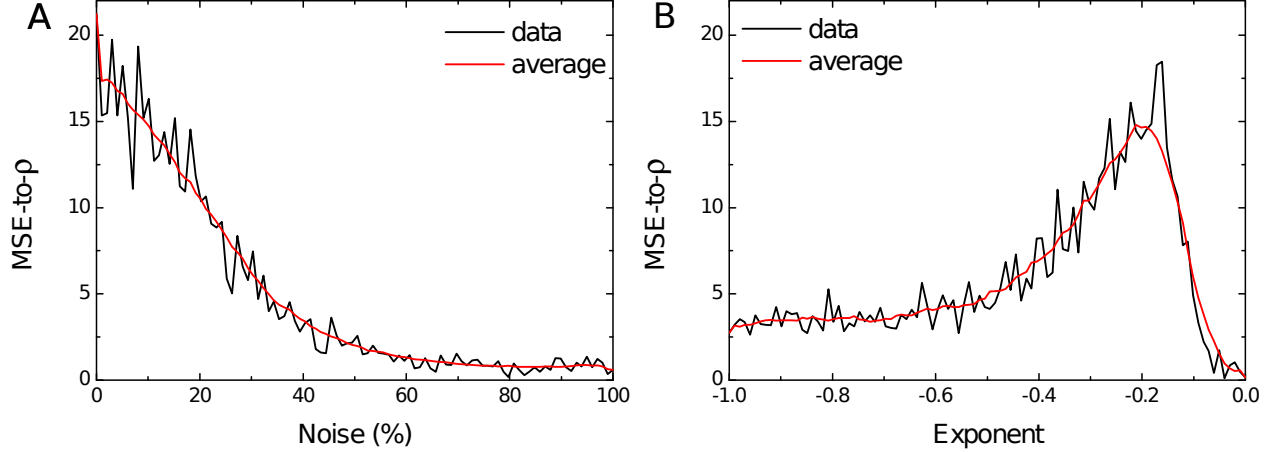 A
data
average
20
15
10
5
0
MSE-to-ρ
0 20 40 60 80 100
Noise (%)
B
data
average
20
15
10
5
0
MSE-to-ρ
-1.0 -0.8 -0.6 -0.4 -0.2 0.0
Exponent